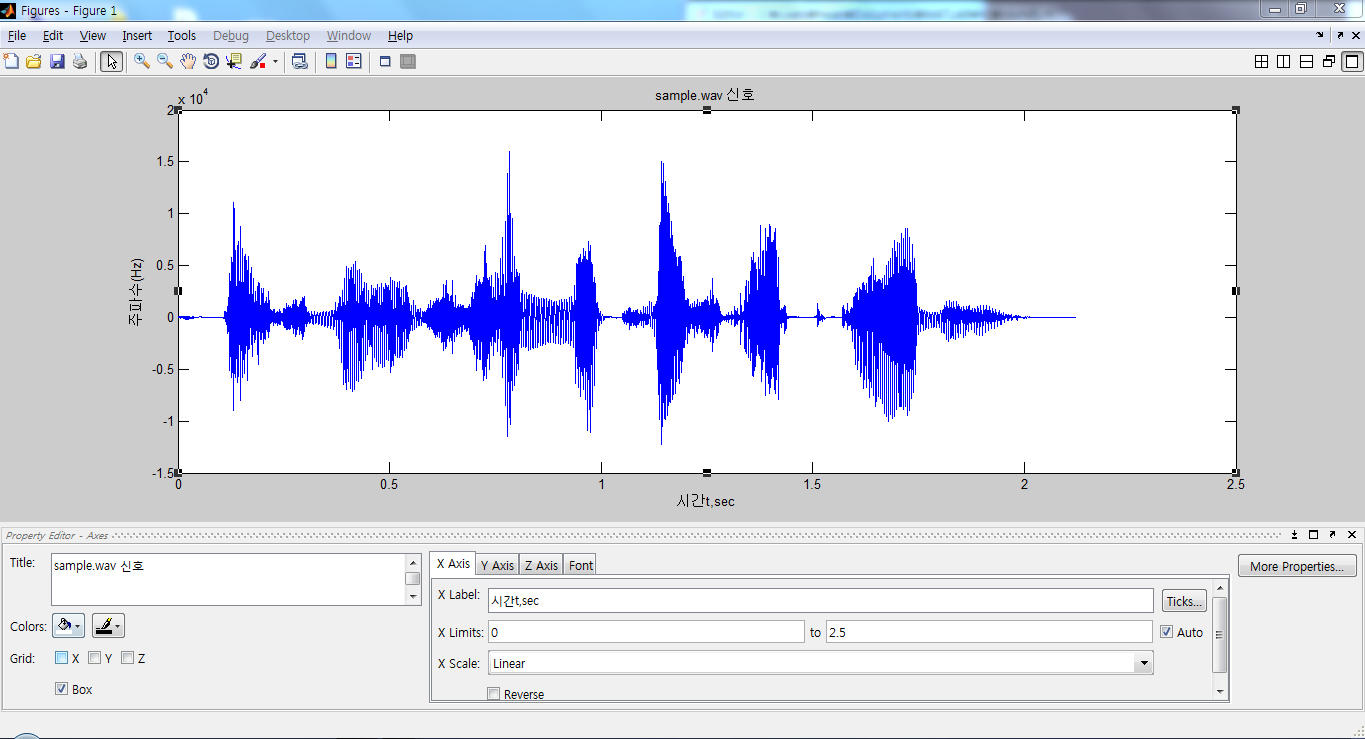 Figures - Figure 1
File Edit View Insert Tools Debug Desktop Window Help
sample.wav 신호
x 10^4
2
1.5
1
0.5
0
-0.5
-1
-1.5
주파수(Hz)
0 0.5 1 1.5 2 2.5
시간t,sec
Property Editor - Axes
Title: sample.wav 신호
Colors:
Grid: X Y Z
Box
X Axis Y Axis Z Axis Font
X Label: 시간t,sec Ticks...
X Limits: 0 to 2.5 Auto
X Scale: Linear
Reverse
More Properties...